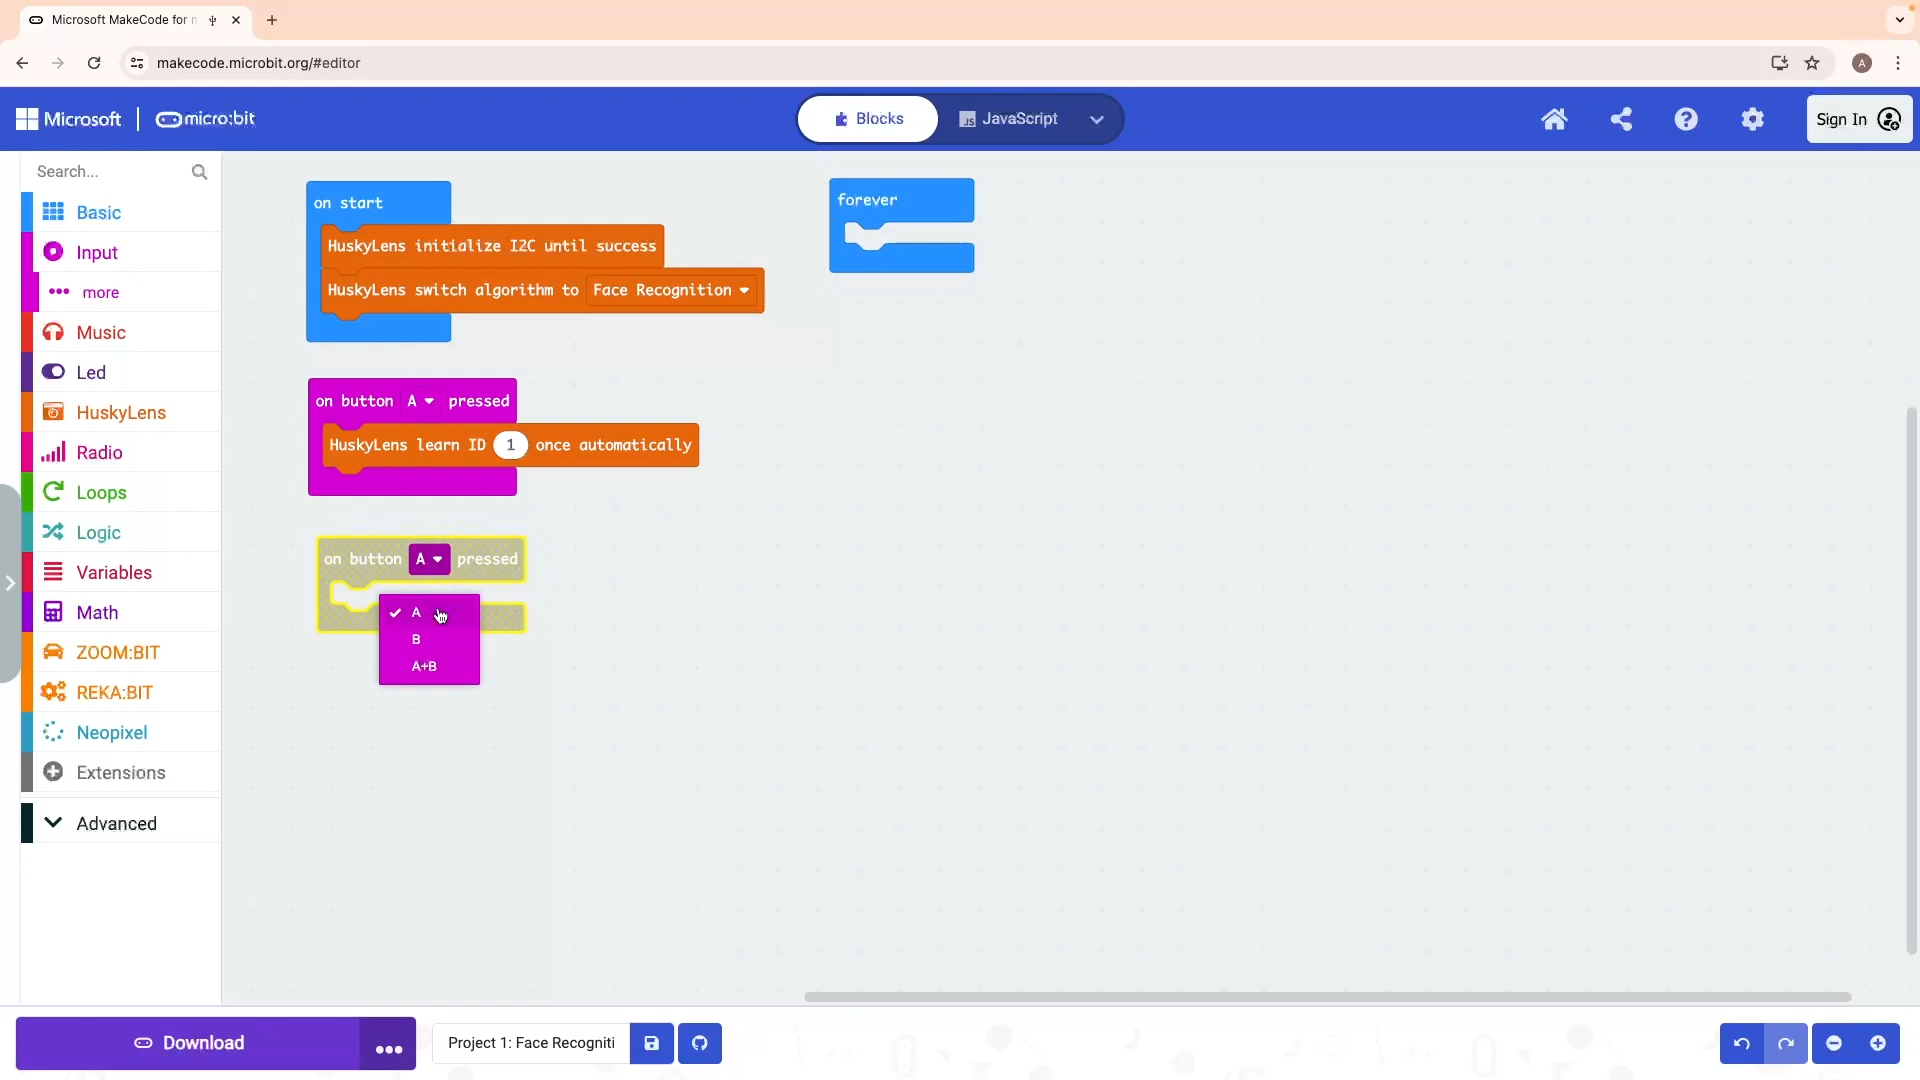 Microsoft MakeCode for m
makecode.microbit.org/#editor
A
Microsoft
micro:bit
Blocks
JS
JavaScript
Sign In
Search...
Basic
Input
more
Music
Led
HuskyLens
Radio
Loops
Logic
Variables
Math
ZOOM:BIT
REKA:BIT
Neopixel
Extensions
Advanced
on start
HuskyLens initialize I2C until success
HuskyLens switch algorithm to Face Recognition
forever
on button A pressed
HuskyLens learn ID 1 once automatically
on button A pressed
A
B
A+B
Download
Project 1: Face Recogniti